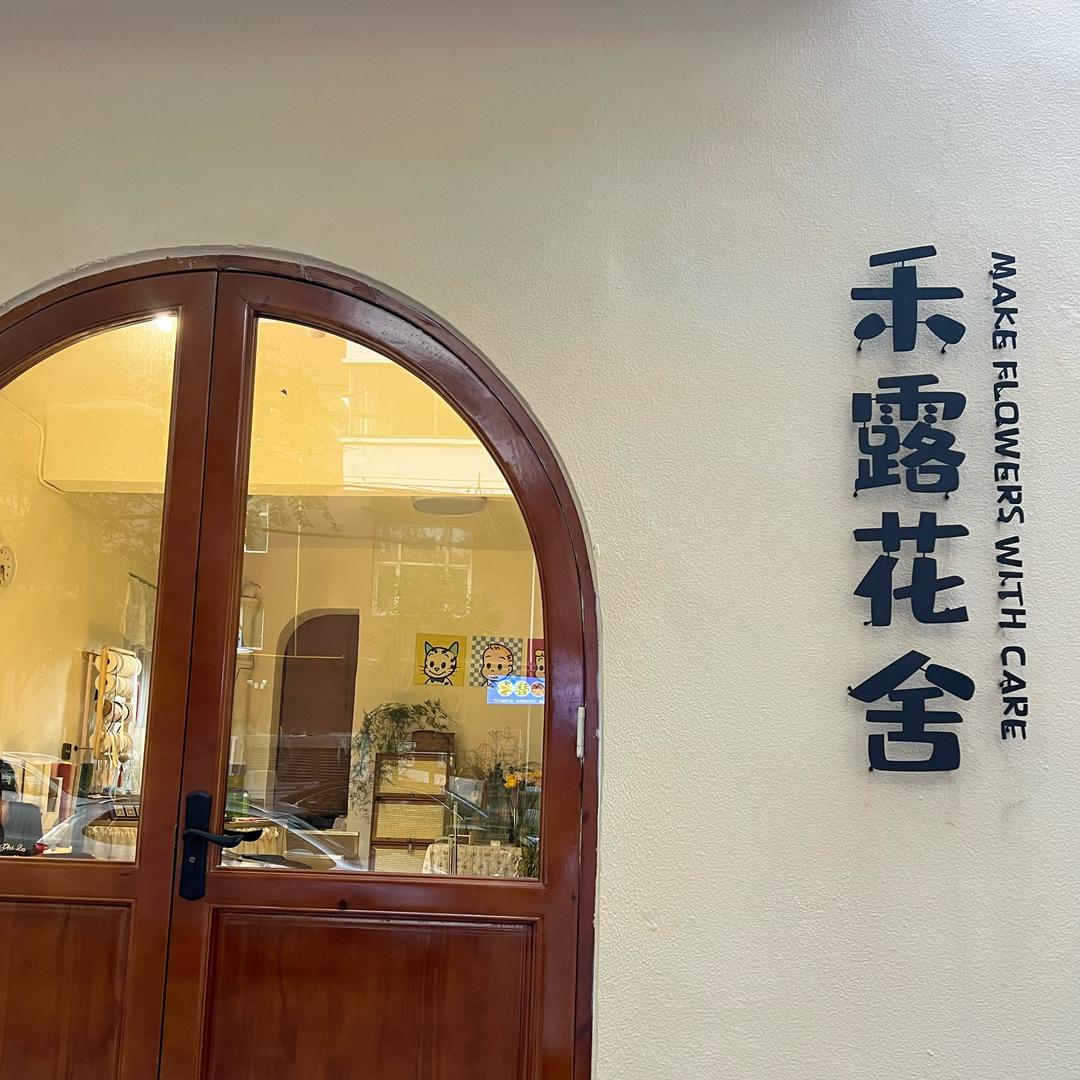 禾露花舍
MAKE FLOWERS WITH CARE